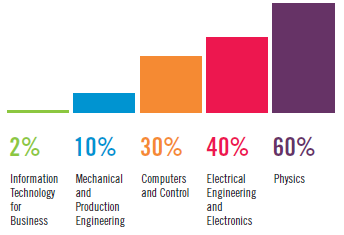 2% 10% 30% 40% 60%
Information Technology for Business
Mechanical and Production Engineering
Computers and Control
Electrical Engineering and Electronics
Physics